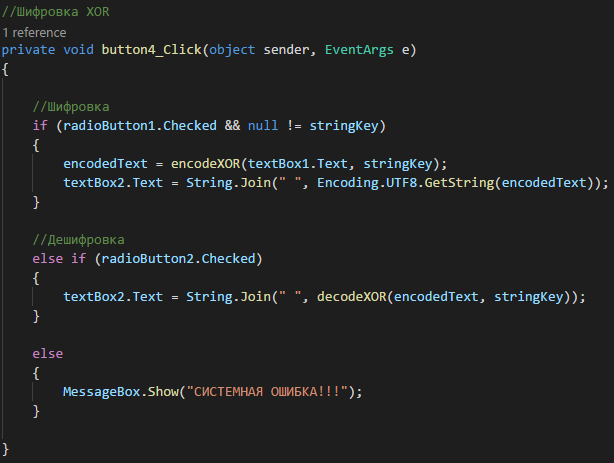 //Шифровка XOR
1 reference
private void button4_Click(object sender, EventArgs e)
{
//Шифровка
if (radioButton1.Checked && null != stringKey)
{
encodedText = encodeXOR(textBox1.Text, stringKey);
textBox2.Text = String.Join(" ", Encoding.UTF8.GetString(encodedText));
}
//Дешифровка
else if (radioButton2.Checked)
{
textBox2.Text = String.Join(" ", decodeXOR(encodedText, stringKey));
}
else
{
MessageBox.Show("СИСТЕМНАЯ ОШИБКА!!!");
}
}